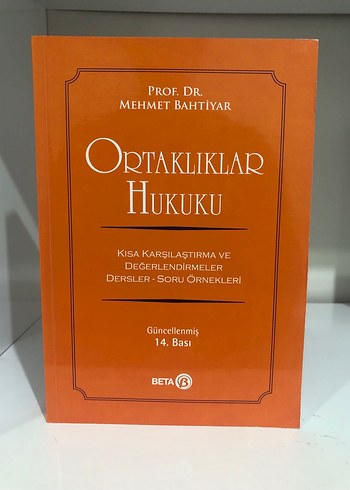 PROF. DR.
MEHMET BAHTİYAR
ORTAKLIKLAR
HUKUKU
KISA KARŞILAŞTIRMA VE
DEĞERLENDİRMELER
DERSLER - SORU ÖRNEKLERİ
Güncellenmiş
14. Bası
BETA B